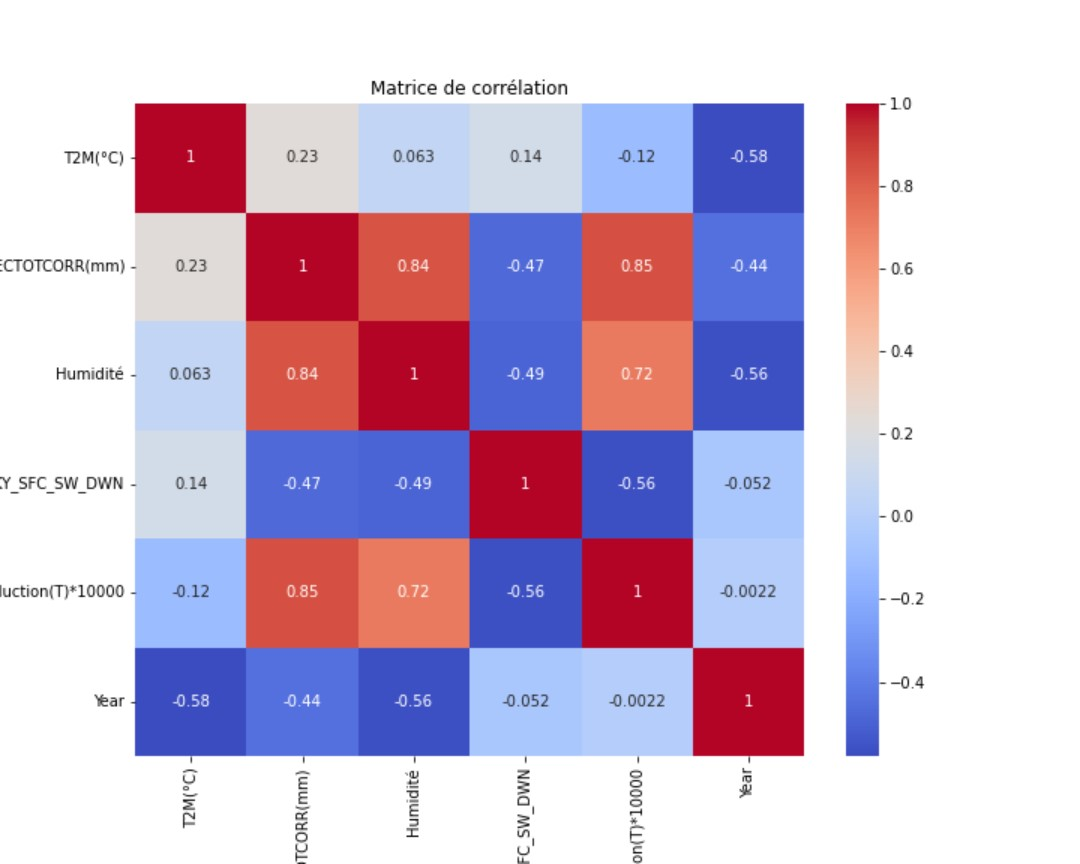 Matrice de corrélation
T2M(°C) 1 0.23 0.063 0.14 -0.12 -0.58
ECTOTCORR(mm) 0.23 1 0.84 -0.47 0.85 -0.44
Humidité 0.063 0.84 1 -0.49 0.72 -0.56
KY_SFC_SW_DWN 0.14 -0.47 -0.49 1 -0.56 -0.052
duction(T)*10000 -0.12 0.85 0.72 -0.56 1 -0.0022
Year -0.58 -0.44 -0.56 -0.052 -0.0022 1
T2M(°C)
OTCORR(mm)
Humidité
FC_SW_DWN
on(T)*10000
Year
1.0
0.8
0.6
0.4
0.2
0.0
−0.2
−0.4